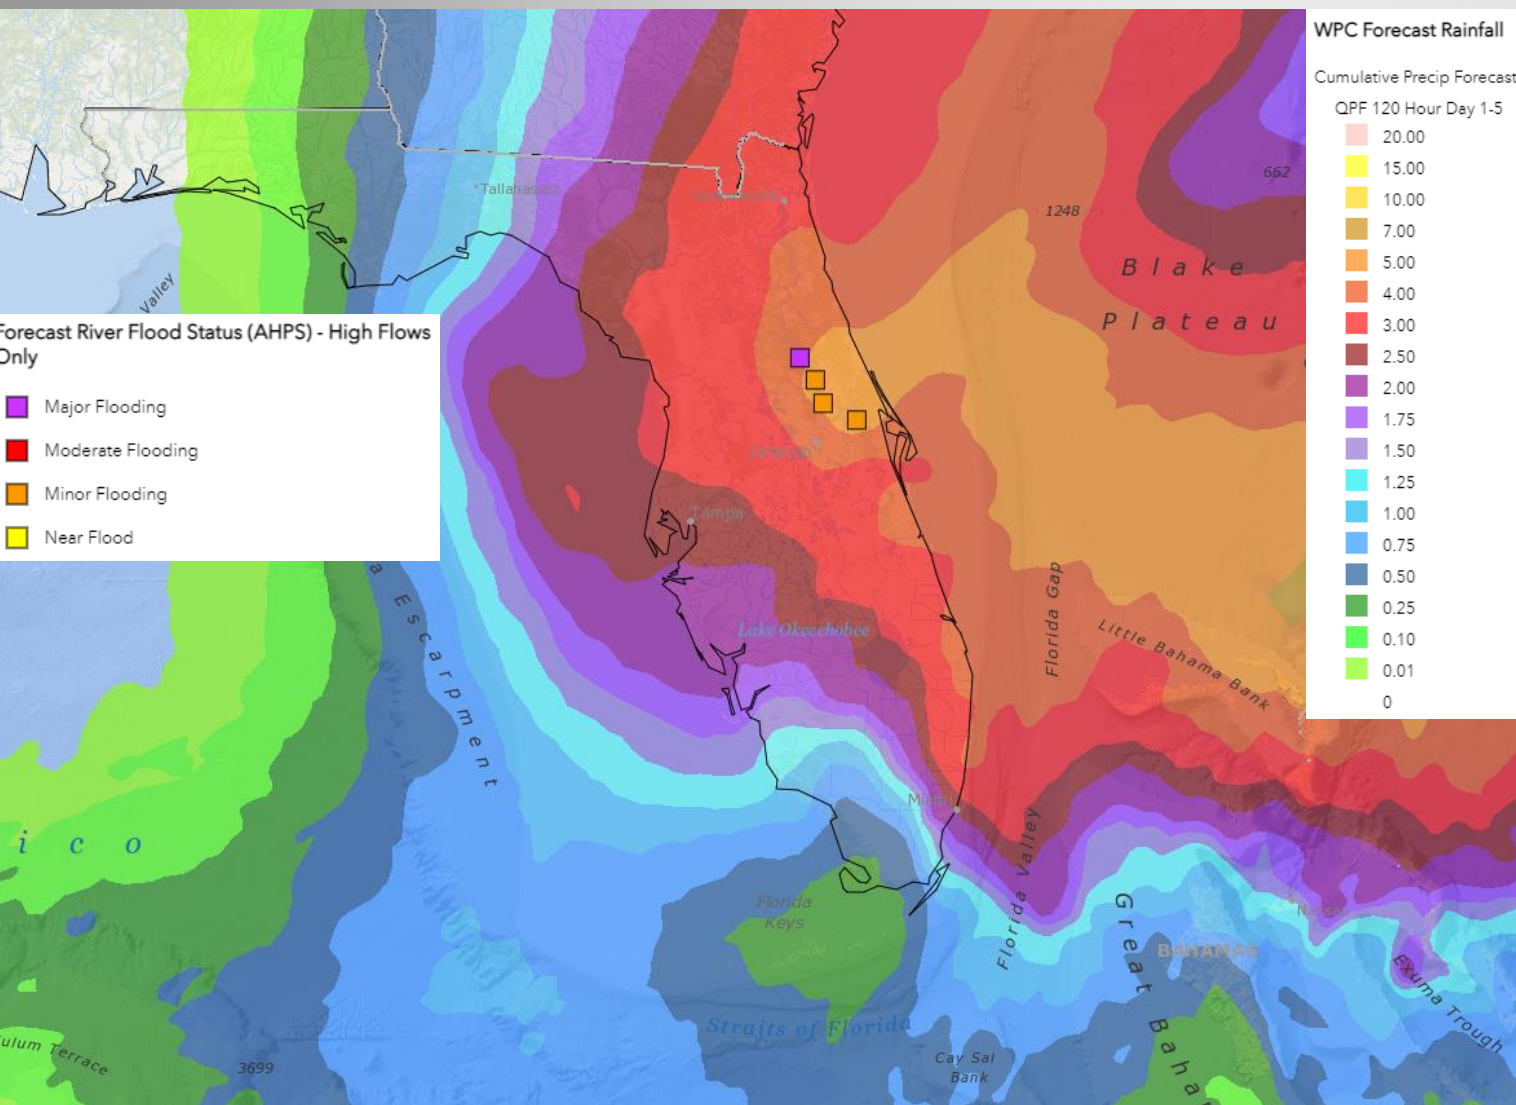 WPC Forecast Rainfall
Cumulative Precip Forecast
QPF 120 Hour Day 1-5
20.00
15.00
10.00
7.00
5.00
4.00
3.00
2.50
2.00
1.75
1.50
1.25
1.00
0.75
0.50
0.25
0.10
0.01
0
Forecast River Flood Status (AHPS) - High Flows
Only
Major Flooding
Moderate Flooding
Minor Flooding
Near Flood
Tallahassee
662
1248
Blake
Plateau
Valley
Orlando
Tampa
a Escarpment
Lake Okeechobee
Florida Gap
Little Bahama Bank
Miami
i c o
Florida Valley
Florida
Keys
Great Baha
Nassau
BAHAMAS
Exuma Trough
Straits of Florida
ulum Terrace
3699
Cay Sal
Bank